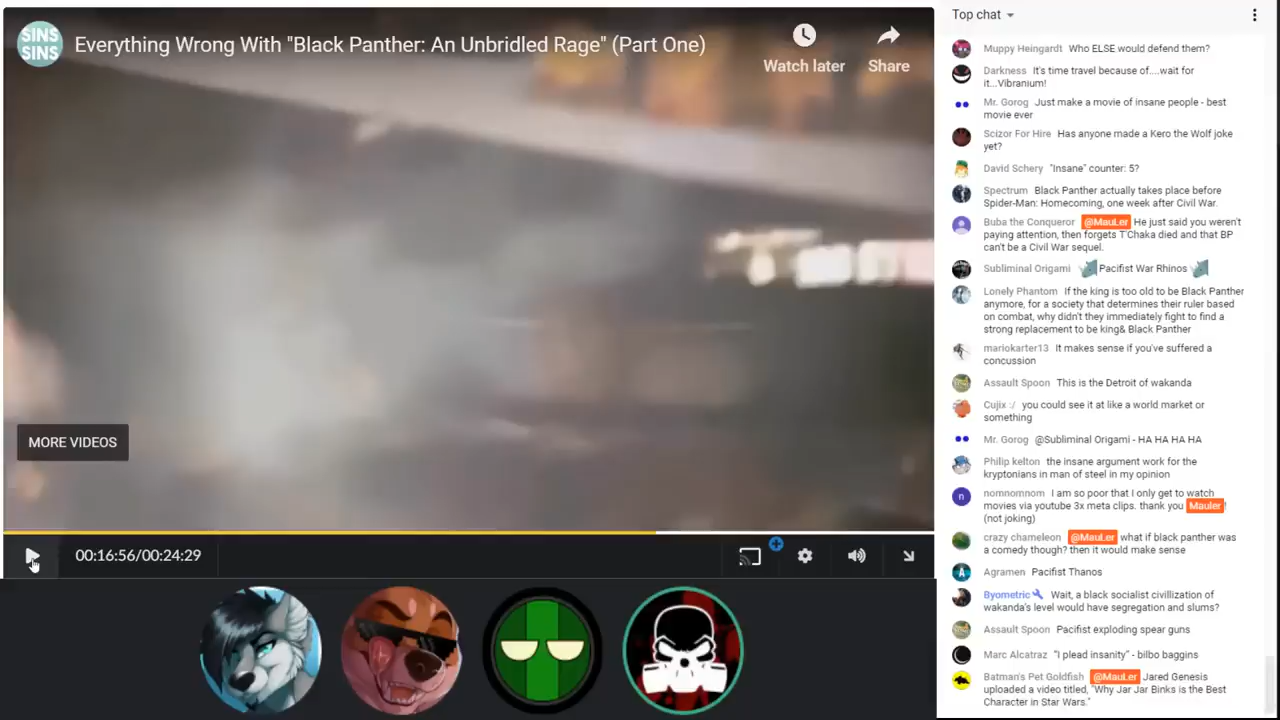 SINS
SINS
Everything Wrong With "Black Panther: An Unbridled Rage" (Part One)
Watch later
Share
MORE VIDEOS
00:16:56/00:24:29
Top chat
Muppy Heingardt Who ELSE would defend them?
Darkness It's time travel because of....wait for
it...Vibranium!
Mr. Gorog Just make a movie of insane people - best
movie ever
Scizor For Hire Has anyone made a Kero the Wolf joke
yet?
David Schery "Insane" counter: 5?
Spectrum Black Panther actually takes place before
Spider-Man: Homecoming, one week after Civil War.
Buba the Conqueror @MauLer He just said you weren't
paying attention, then forgets T'Chaka died and that BP
can't be a Civil War sequel.
Subliminal Origami Pacifist War Rhinos
Lonely Phantom If the king is too old to be Black Panther
anymore, for a society that determines their ruler based
on combat, why didn't they immediately fight to find a
strong replacement to be king& Black Panther
mariokarter13 It makes sense if you've suffered a
concussion
Assault Spoon This is the Detroit of wakanda
Cujix :/ you could see it at like a world market or
something
Mr. Gorog @Subliminal Origami - HA HA HA HA
Philip kelton the insane argument work for the
kryptonians in man of steel in my opinion
n
nomnomnom I am so poor that I only get to watch
movies via youtube 3x meta clips. thank you Mauler !
(not joking)
crazy chameleon @MauLer what if black panther was
a comedy though? then it would make sense
A
Agramen Pacifist Thanos
Byometric Wait, a black socialist civillization of
wakanda's level would have segregation and slums?
Assault Spoon Pacifist exploding spear guns
Marc Alcatraz "I plead insanity" - bilbo baggins
Batman's Pet Goldfish @MauLer Jared Genesis
uploaded a video titled, "Why Jar Jar Binks is the Best
Character in Star Wars."